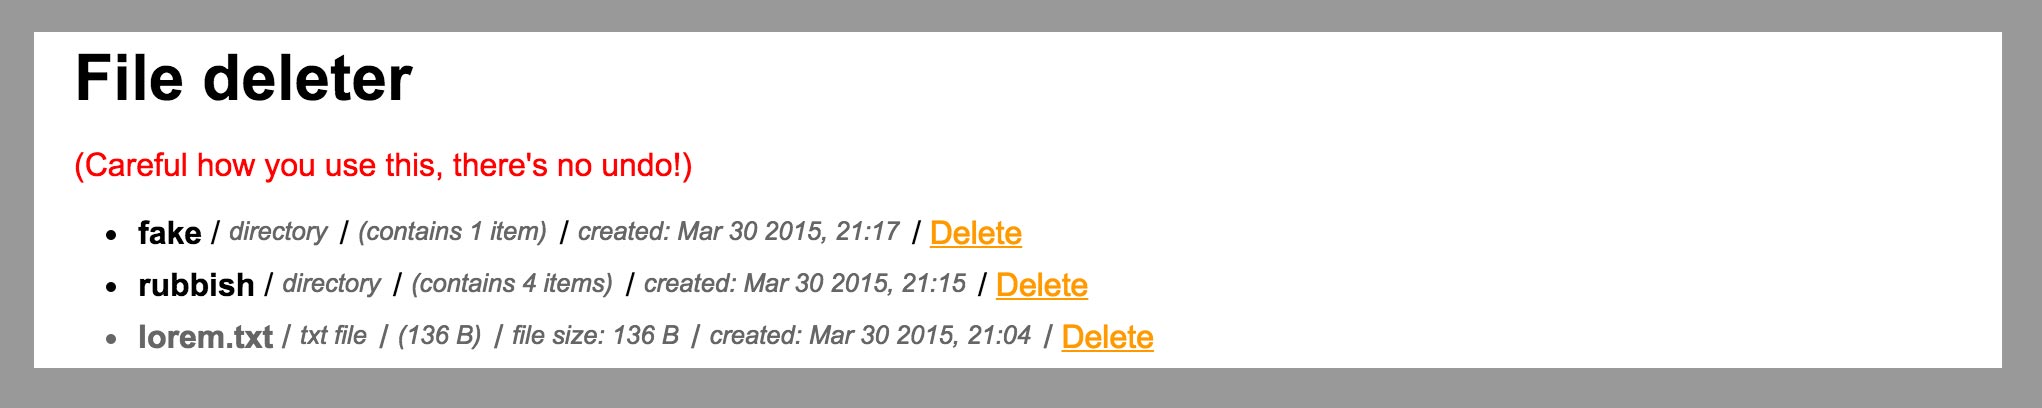 File deleter
(Careful how you use this, there's no undo!)
• fake / directory / (contains 1 item) / created: Mar 30 2015, 21:17 / Delete
• rubbish / directory / (contains 4 items) / created: Mar 30 2015, 21:15 / Delete
• lorem.txt / txt file / (136 B) / file size: 136 B / created: Mar 30 2015, 21:04 / Delete